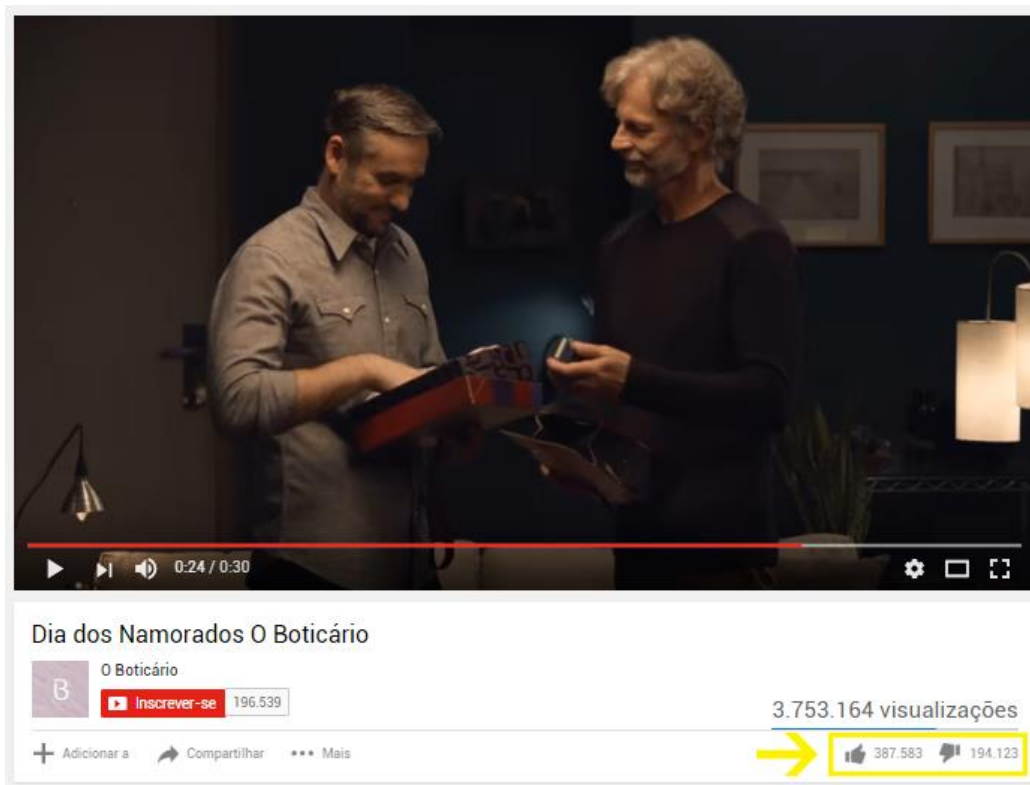 0:24 / 0:30
Dia dos Namorados O Boticário
B
O Boticário
Inscrever-se 196.539
3.753.164 visualizações
Adicionar a Compartilhar Mais
387.583 194.123